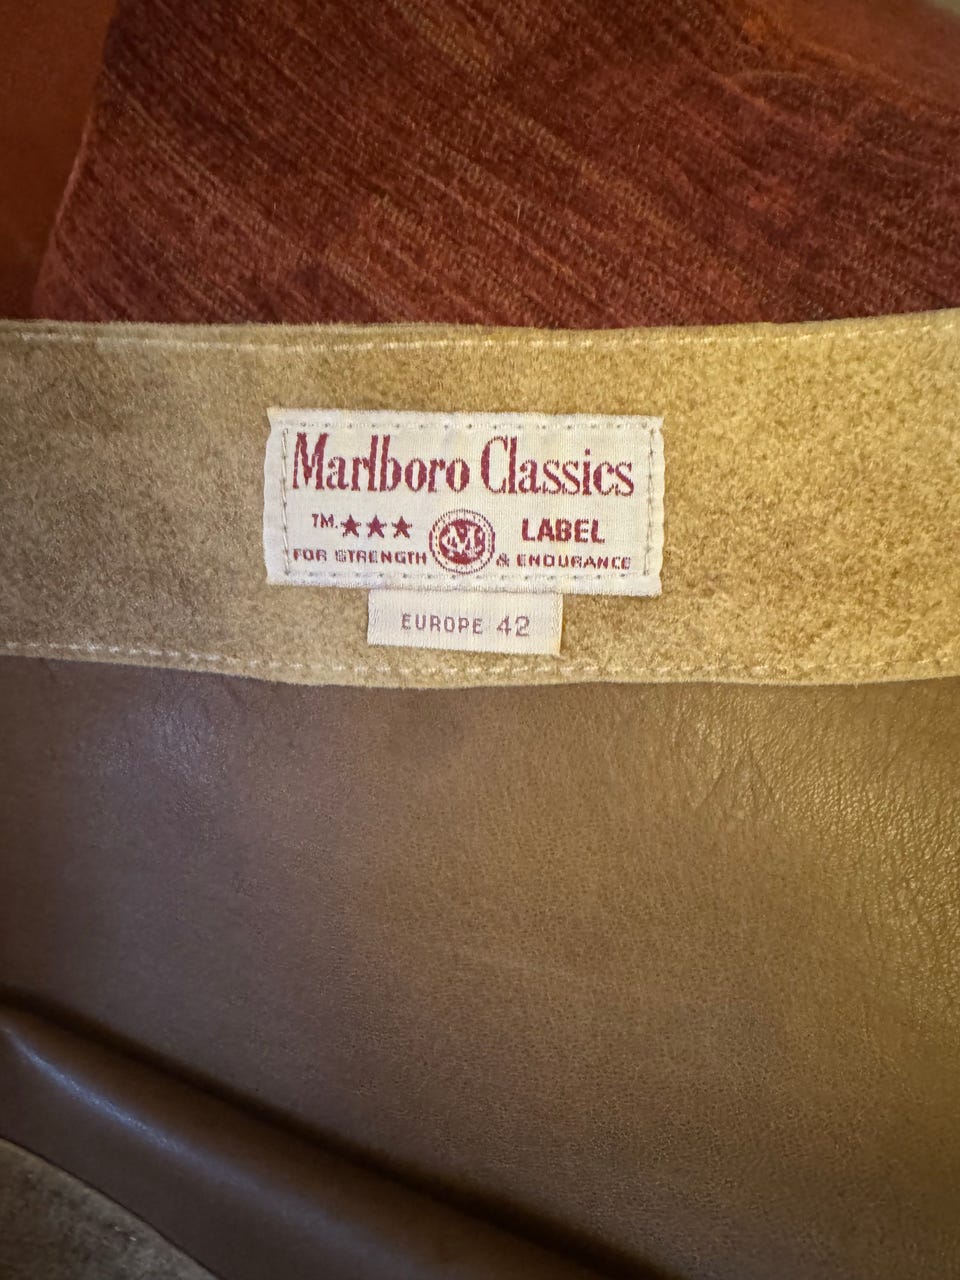 Marlboro Classics
TM. ★★★ M LABEL
FOR STRENGTH & ENDURANCE
EUROPE 42